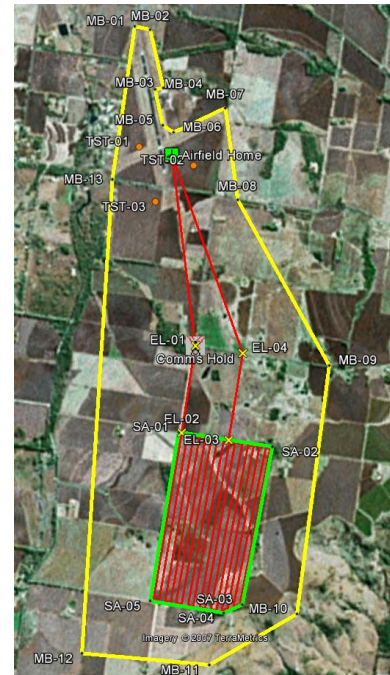 MB-01
MB-02
MB-03
MB-04
MB-05
MB-06
MB-07
TST-01
TST-02
Airfield Home
MB-13
MB-08
TST-03
EL-01
EL-04
Comms Hold
MB-09
EL-02
SA-01
EL-03
SA-02
SA-05
SA-03
SA-04
MB-10
Imagery © 2007 TerraMetrics
MB-12
MB-11